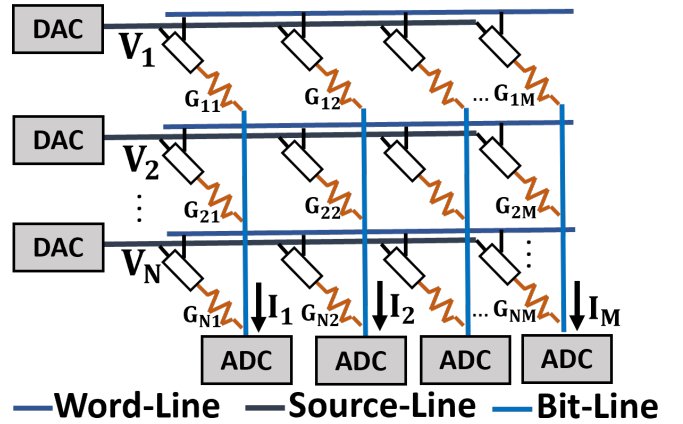 DAC
V1
G11 G12 ... G1M
DAC
V2
G21 G22 G2M
⋮
DAC
VN
⋮
GN1 GN2 ... GNM
I1 I2 IM
ADC ADC ADC ADC
Word-Line Source-Line Bit-Line